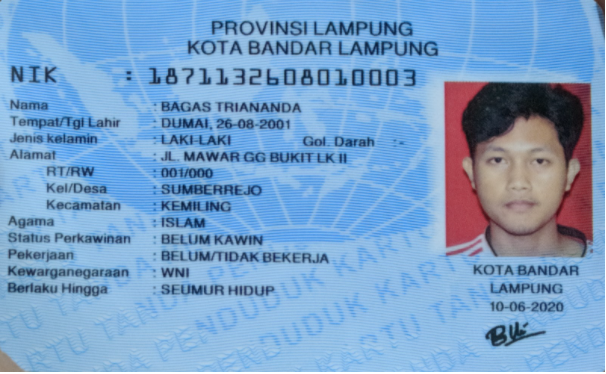 PROVINSI LAMPUNG
KOTA BANDAR LAMPUNG
NIK : 1871132608010003
Nama : BAGAS TRIANANDA
Tempat/Tgl Lahir : DUMAI, 26-08-2001
Jenis kelamin : LAKI-LAKI Gol. Darah :-
Alamat : JL. MAWAR GG BUKIT LK II
RT/RW : 001/000
Kel/Desa : SUMBERREJO
Kecamatan : KEMILING
Agama : ISLAM
Status Perkawinan : BELUM KAWIN
Pekerjaan : BELUM/TIDAK BEKERJA
Kewarganegaraan : WNI
Berlaku Hingga : SEUMUR HIDUP
KOTA BANDAR
LAMPUNG
10-06-2020
KARTU TANDA PENDUDUK KARTU TANDA PENDUDUK